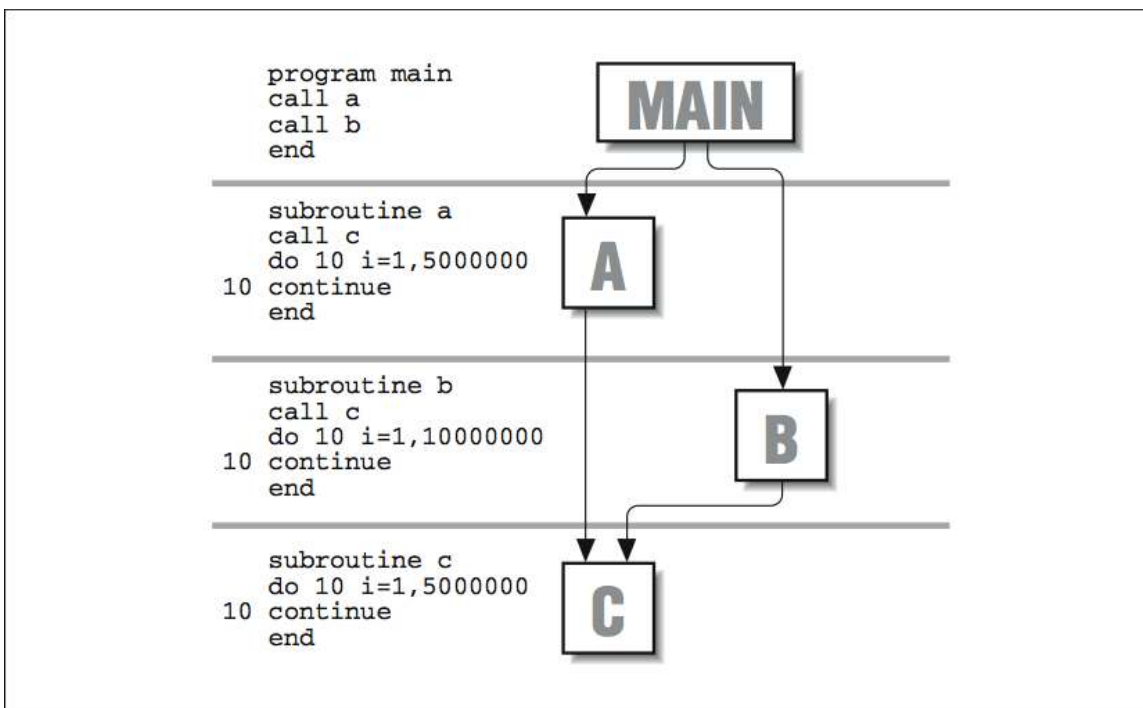 program main
call a
call b
end
MAIN
subroutine a
call c
do 10 i=1,5000000
10 continue
end
A
subroutine b
call c
do 10 i=1,10000000
10 continue
end
B
subroutine c
do 10 i=1,5000000
10 continue
end
C